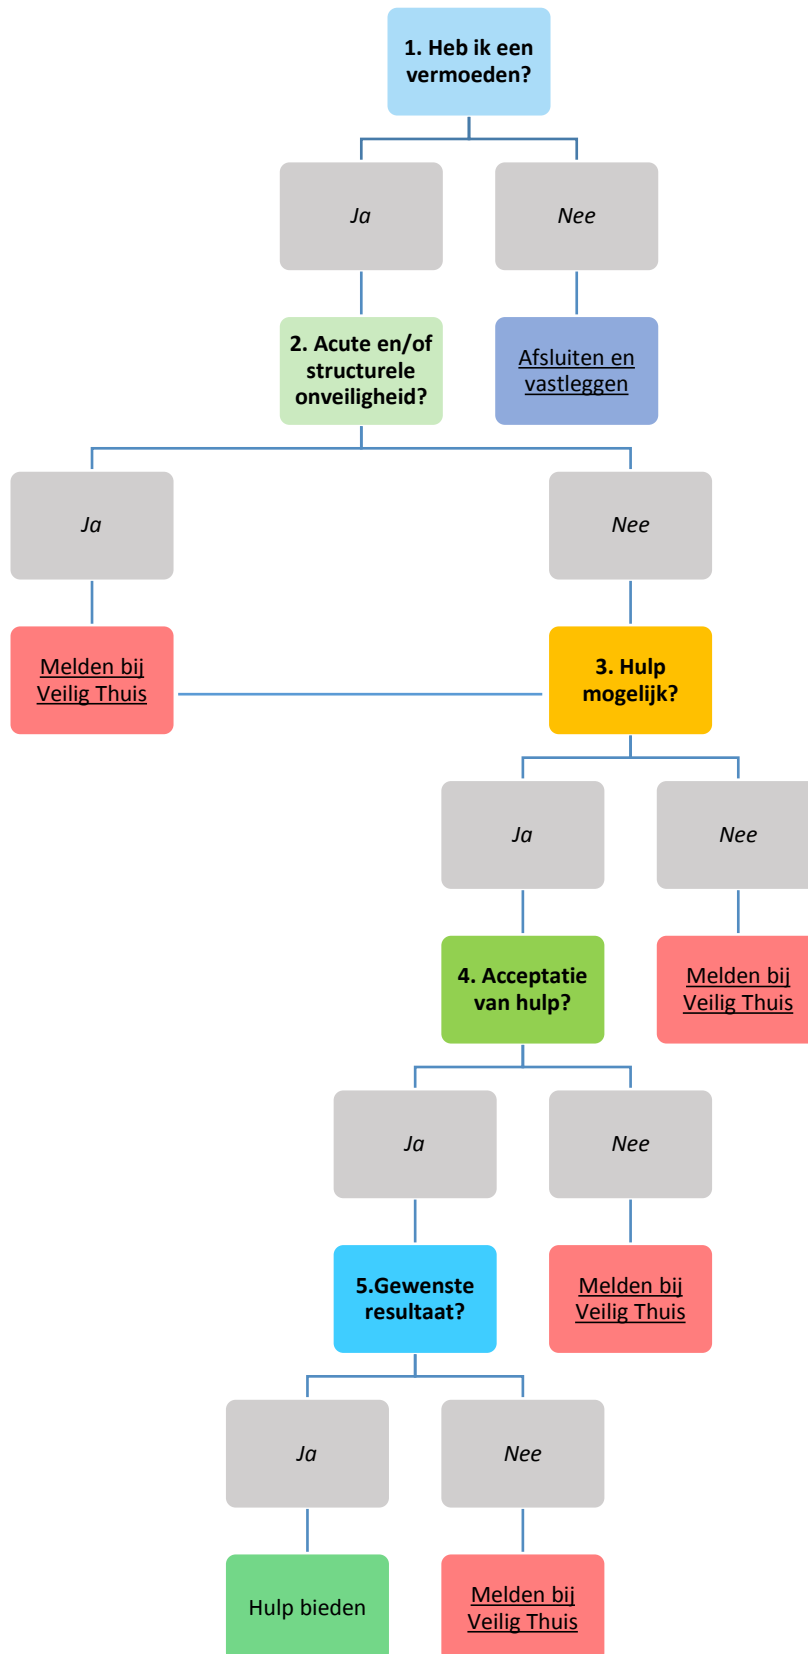 1. Heb ik een
vermoeden?
Ja
Nee
2. Acute en/of
structurele
onveiligheid?
Afsluiten en
vastleggen
Ja
Nee
Melden bij
Veilig Thuis
3. Hulp
mogelijk?
Ja
Nee
4. Acceptatie
van hulp?
Melden bij
Veilig Thuis
Ja
Nee
5.Gewenste
resultaat?
Melden bij
Veilig Thuis
Ja
Nee
Hulp bieden
Melden bij
Veilig Thuis